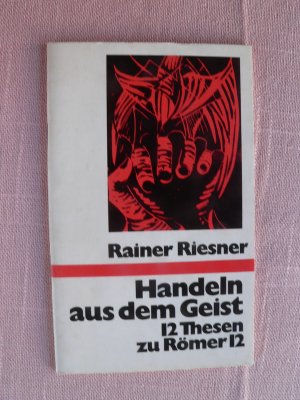 Rainer Riesner
Handeln
aus dem Geist
12 Thesen
zu Römer 12